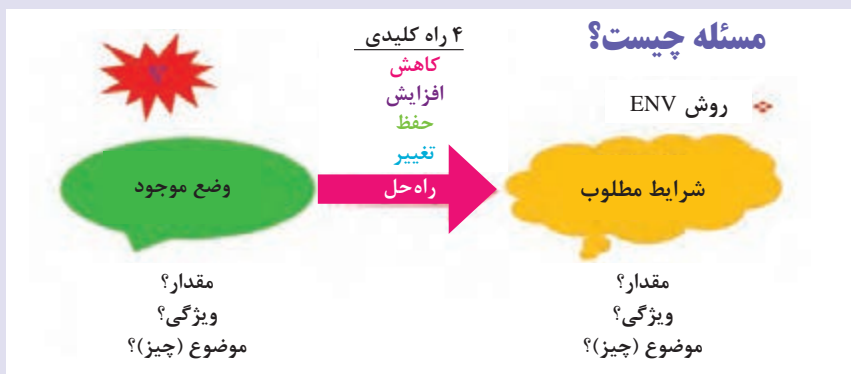 مسئله چیست؟
روش ENV
شرایط مطلوب
مقدار؟
ویژگی؟
موضوع (چیز)؟
۴ راه کلیدی
کاهش
افزایش
حفظ
تغییر
راه‌حل
؟
وضع موجود
مقدار؟
ویژگی؟
موضوع (چیز)؟